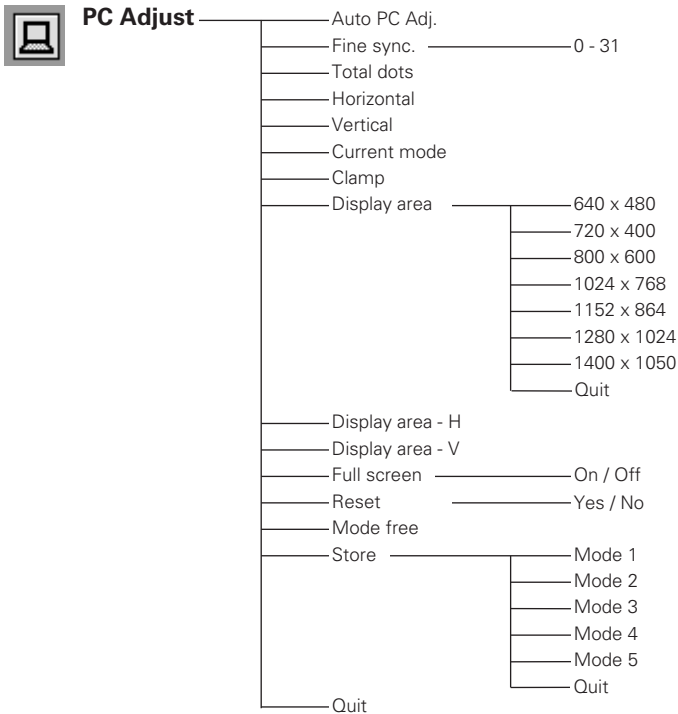 PC Adjust
Auto PC Adj.
Fine sync. 0 - 31
Total dots
Horizontal
Vertical
Current mode
Clamp
Display area 640 x 480
720 x 400
800 x 600
1024 x 768
1152 x 864
1280 x 1024
1400 x 1050
Quit
Display area - H
Display area - V
Full screen On / Off
Reset Yes / No
Mode free
Store Mode 1
Mode 2
Mode 3
Mode 4
Mode 5
Quit
Quit